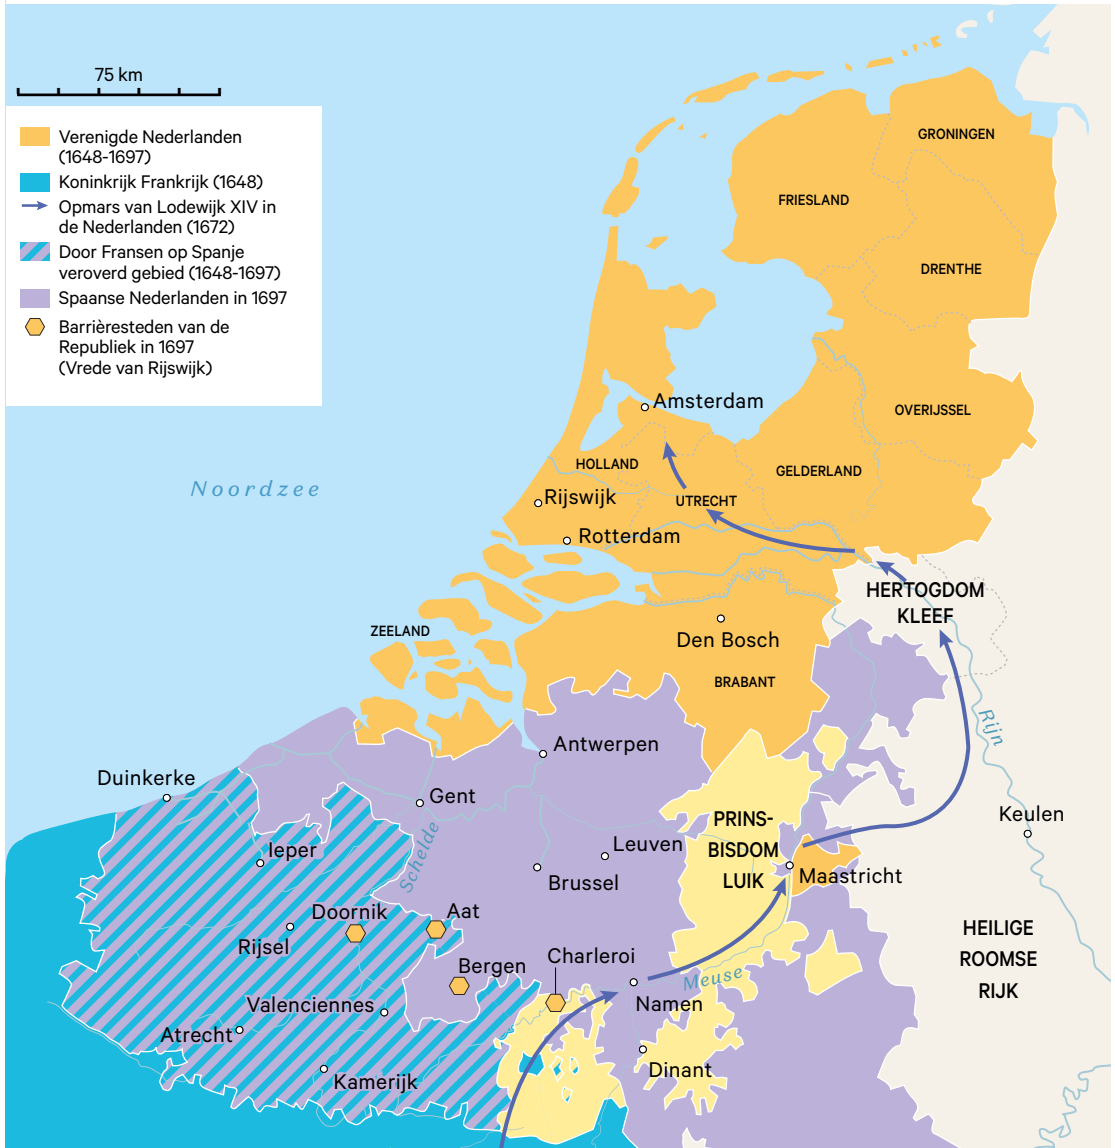 75 km
Verenigde Nederlanden
(1648-1697)
Koninkrijk Frankrijk (1648)
Opmars van Lodewijk XIV in
de Nederlanden (1672)
Door Fransen op Spanje
veroverd gebied (1648-1697)
Spaanse Nederlanden in 1697
Barrièresteden van de
Republiek in 1697
(Vrede van Rijswijk)
GRONINGEN
FRIESLAND
DRENTHE
Amsterdam
OVERIJSSEL
HOLLAND
GELDERLAND
Noordzee
Rijswijk
UTRECHT
Rotterdam
HERTOGDOM
KLEEF
ZEELAND
Den Bosch
BRABANT
Rijn
Antwerpen
Duinkerke
Gent
Keulen
PRINS-
BISDOM
LUIK
Schelde
Ieper
Leuven
Brussel
Maastricht
Doornik
Aat
Rijsel
HEILIGE
ROOMSE
RIJK
Bergen
Charleroi
Meuse
Valenciennes
Namen
Atrecht
Dinant
Kamerijk